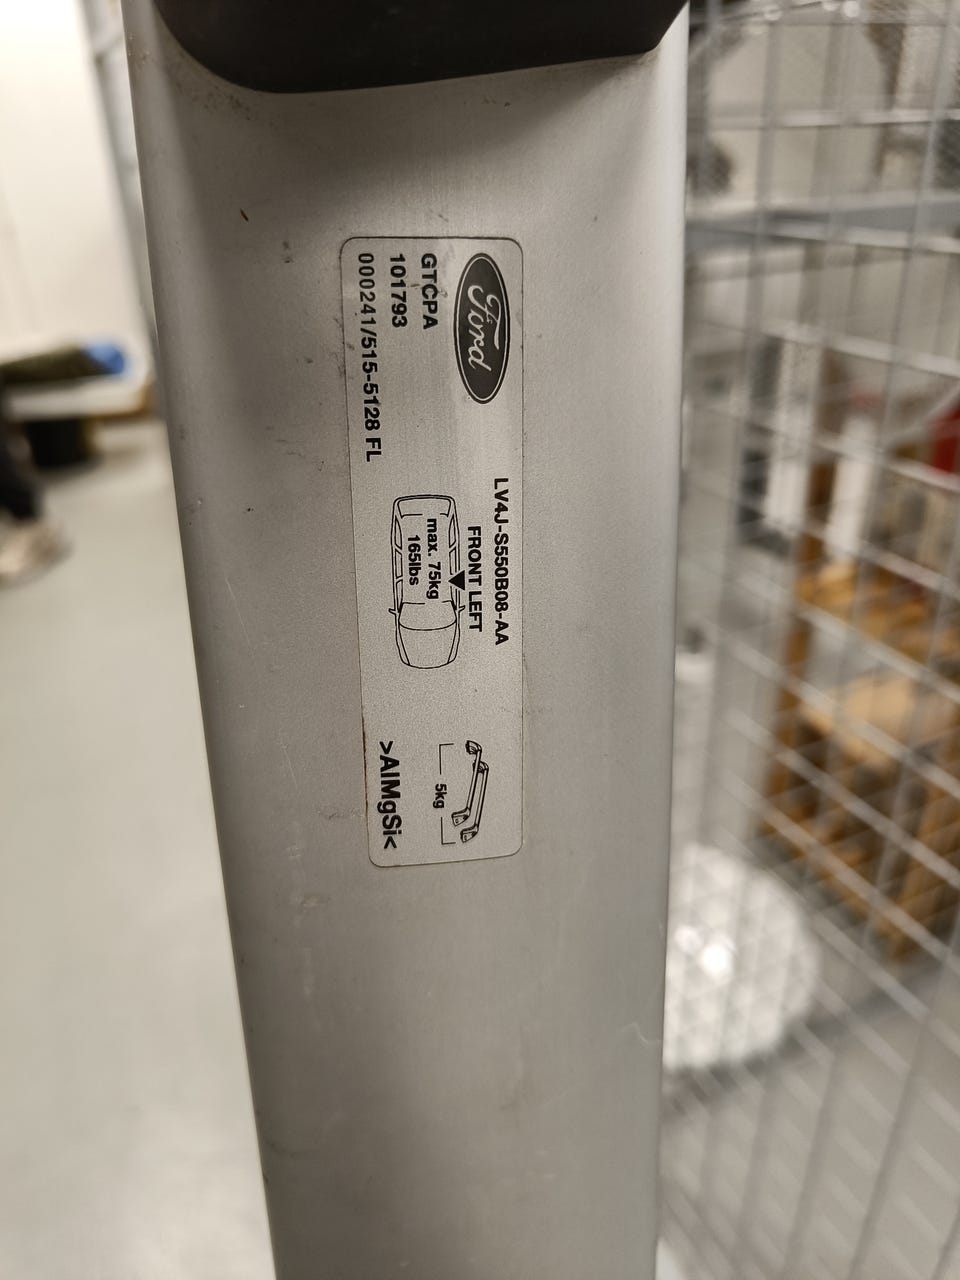 Ford
GTCPA
101793
000241/515-5128 FL
LV4J-S550B08-AA
FRONT LEFT
max. 75kg
165lbs
5kg
>AlMgSi<